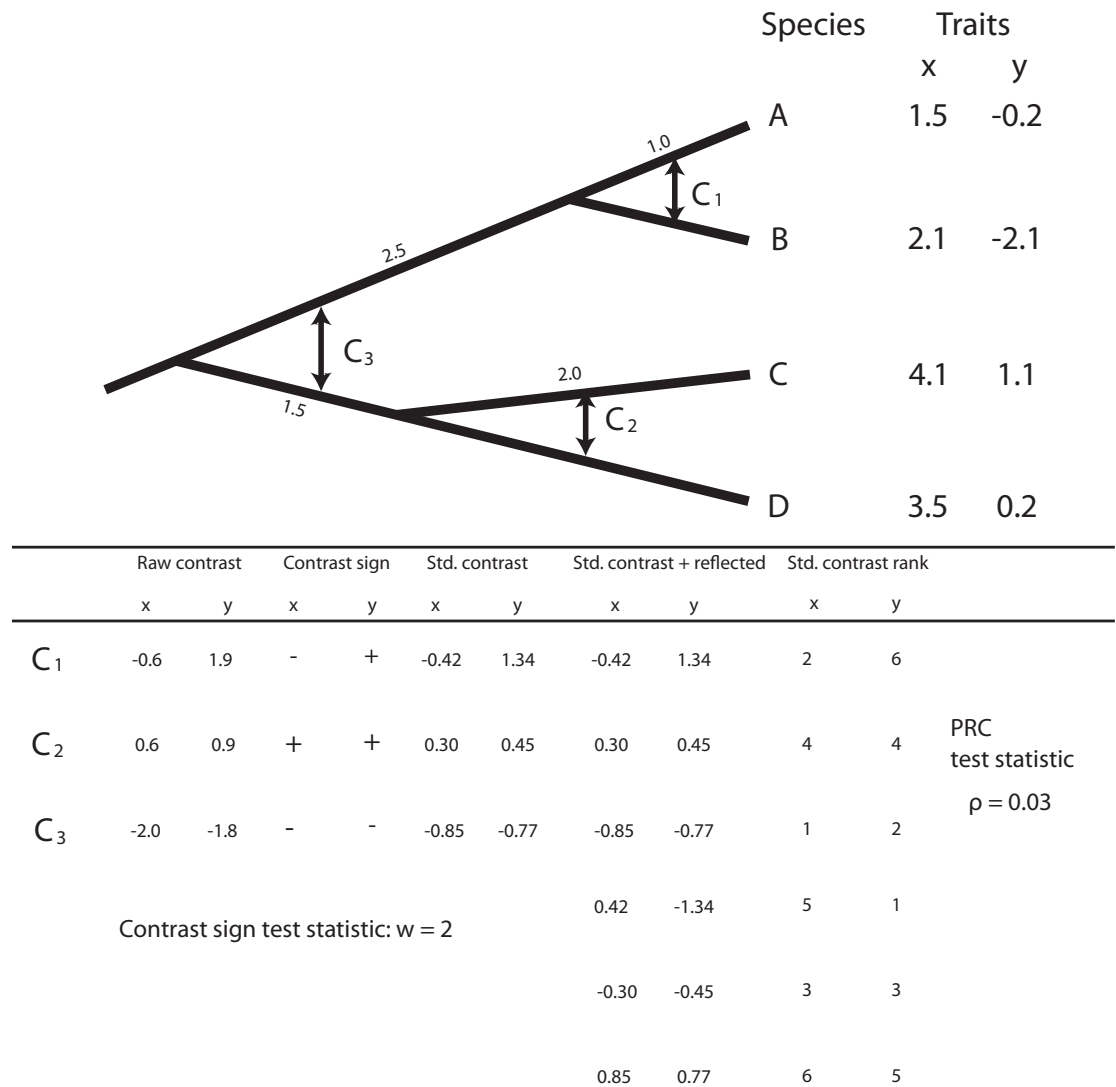 Species Traits
x y
A 1.5 -0.2
1.0
C1
B 2.1 -2.1
2.5
C3
2.0
C 4.1 1.1
1.5
C2
D 3.5 0.2
Raw contrast Contrast sign Std. contrast Std. contrast + reflected Std. contrast rank
x y x y x y x y x y
C1 -0.6 1.9 - + -0.42 1.34 -0.42 1.34 2 6
C2 0.6 0.9 + + 0.30 0.45 0.30 0.45 4 4
PRC
test statistic
ρ = 0.03
C3 -2.0 -1.8 - - -0.85 -0.77 -0.85 -0.77 1 2
0.42 -1.34 5 1
Contrast sign test statistic: w = 2
-0.30 -0.45 3 3
0.85 0.77 6 5